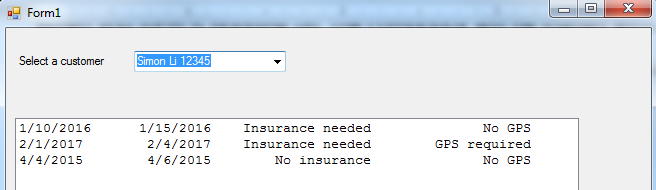 Form1
Select a customer Simon Li 12345
1/10/2016 1/15/2016 Insurance needed No GPS
2/1/2017 2/4/2017 Insurance needed GPS required
4/4/2015 4/6/2015 No insurance No GPS